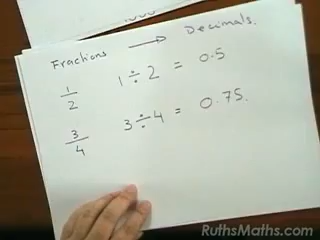 Fractions → Decimals.
1/2 1 ÷ 2 = 0.5
3/4 3 ÷ 4 = 0.75.
RuthsMaths.com